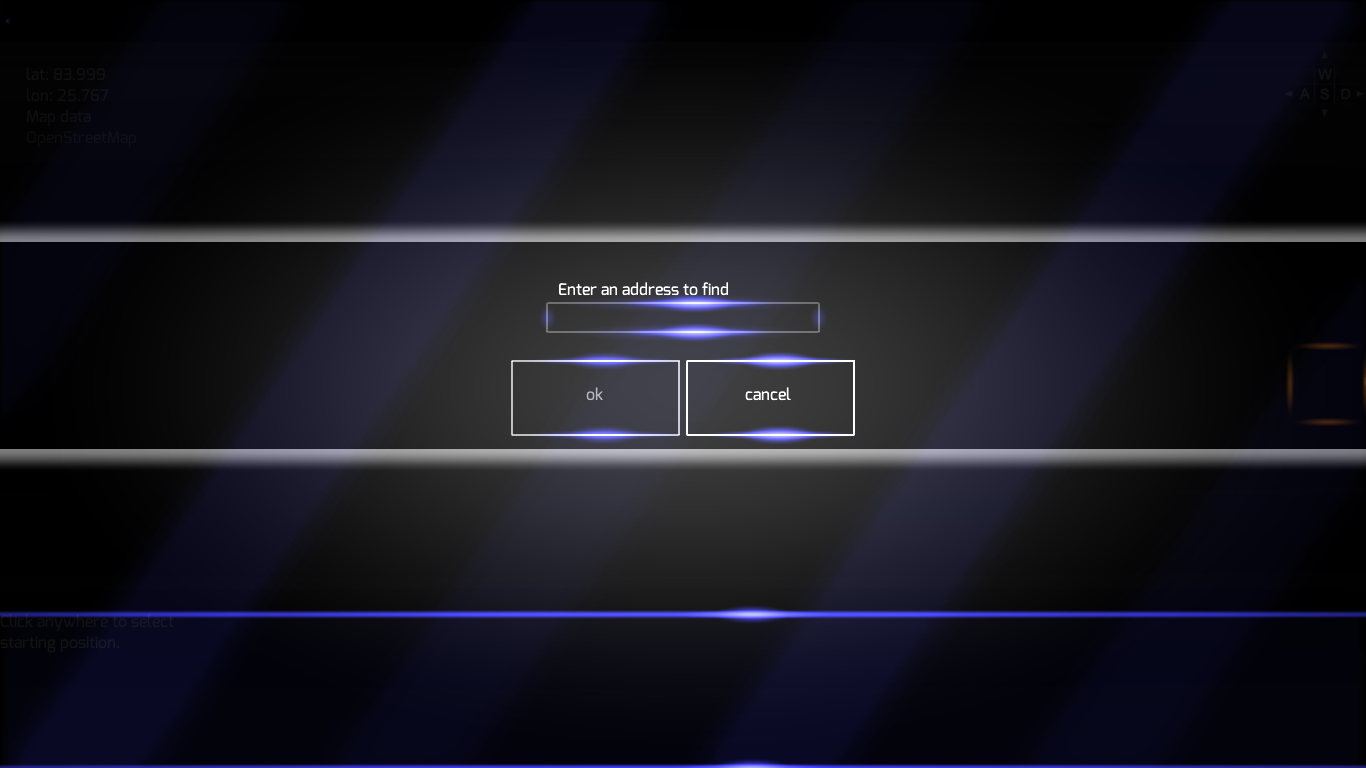 lat: 83.999
lon: 25.767
Map data
OpenStreetMap
W
A S D
Enter an address to find
ok
cancel
Click anywhere to select
starting position.